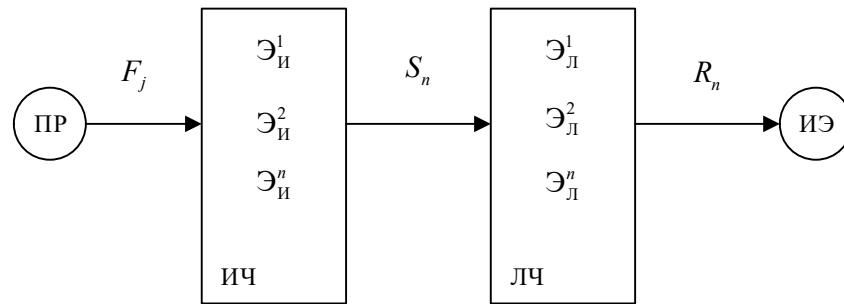 ПР
F_j
Э_И^1
Э_И^2
Э_И^n
ИЧ
S_n
Э_Л^1
Э_Л^2
Э_Л^n
ЛЧ
R_n
ИЭ